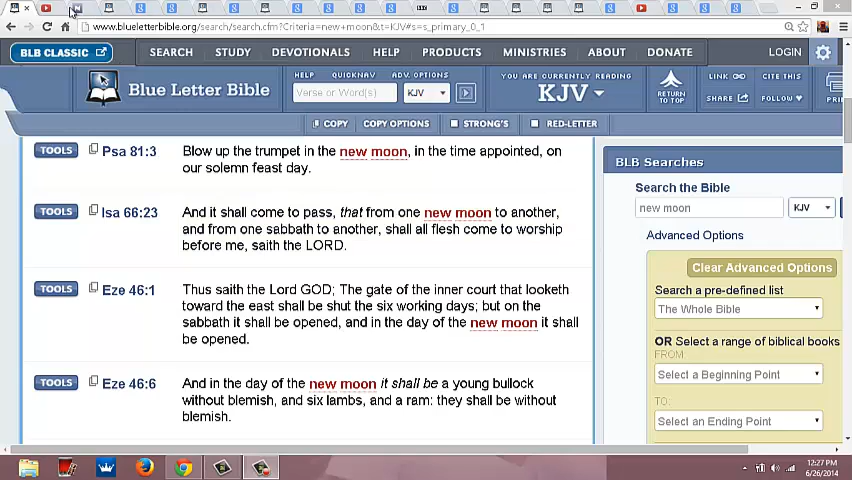 www.blueletterbible.org/search/search.cfm?Criteria=new+moon&t=KJV#s=s_primary_0_1
BLB CLASSIC SEARCH STUDY DEVOTIONALS HELP PRODUCTS MINISTRIES ABOUT DONATE LOGIN
HELP QUICKNAV ADV. OPTIONS YOU ARE CURRENTLY READING LINK CITE THIS
Blue Letter Bible Verse or Word(s) KJV KJV RETURN TO TOP SHARE FOLLOW PRI
COPY COPY OPTIONS STRONG'S RED-LETTER
TOOLS Psa 81:3 Blow up the trumpet in the new moon, in the time appointed, on
our solemn feast day.
TOOLS Isa 66:23 And it shall come to pass, that from one new moon to another,
and from one sabbath to another, shall all flesh come to worship
before me, saith the LORD.
TOOLS Eze 46:1 Thus saith the Lord GOD; The gate of the inner court that looketh
toward the east shall be shut the six working days; but on the
sabbath it shall be opened, and in the day of the new moon it shall
be opened.
TOOLS Eze 46:6 And in the day of the new moon it shall be a young bullock
without blemish, and six lambs, and a ram: they shall be without
blemish.
BLB Searches
Search the Bible
new moon KJV
Advanced Options
Clear Advanced Options
Search a pre-defined list
The Whole Bible
OR Select a range of biblical books
FROM:
Select a Beginning Point
TO:
Select an Ending Point
12:27 PM
6/26/2014